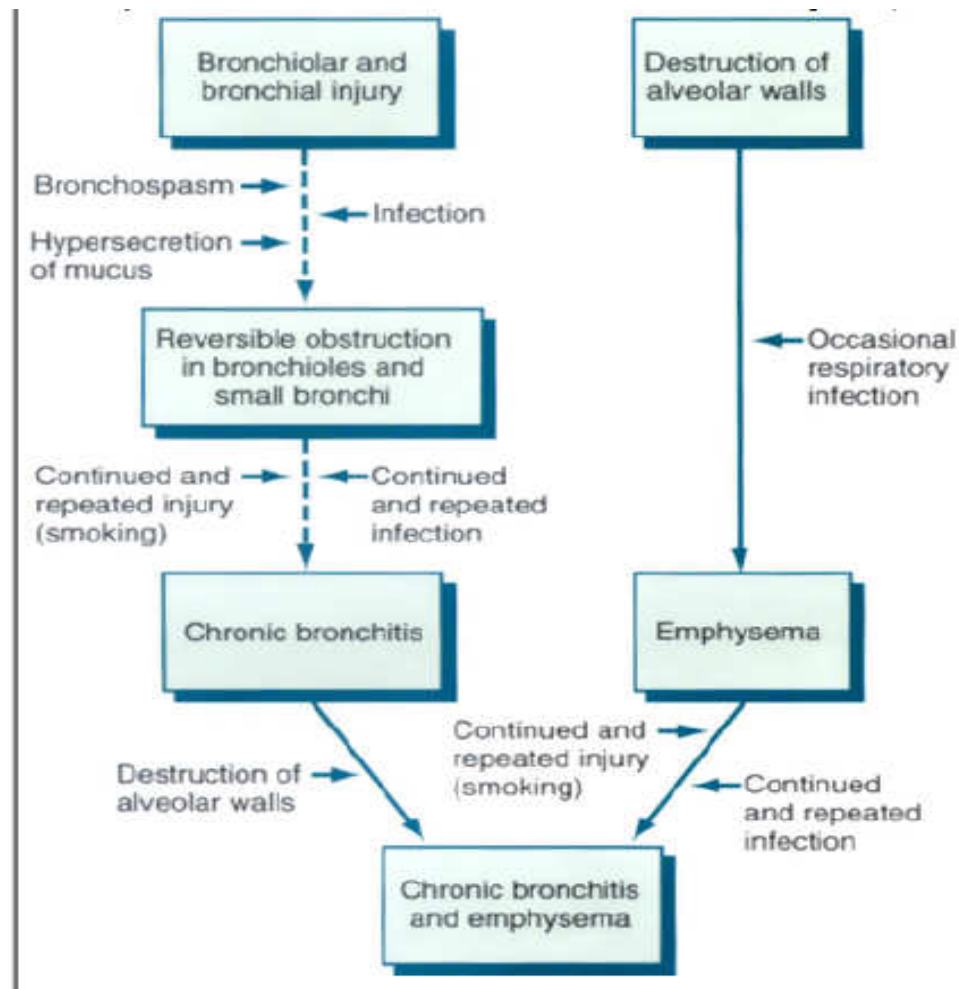 Bronchiolar and
bronchial injury
Destruction of
alveolar walls
Bronchospasm
Infection
Hypersecretion
of mucus
Reversible obstruction
in bronchioles and
small bronchi
Occasional
respiratory
infection
Continued and
repeated injury
(smoking)
Continued
and repeated
infection
Chronic bronchitis
Emphysema
Destruction of
alveolar walls
Continued and
repeated injury
(smoking)
Continued
and repeated
infection
Chronic bronchitis
and emphysema